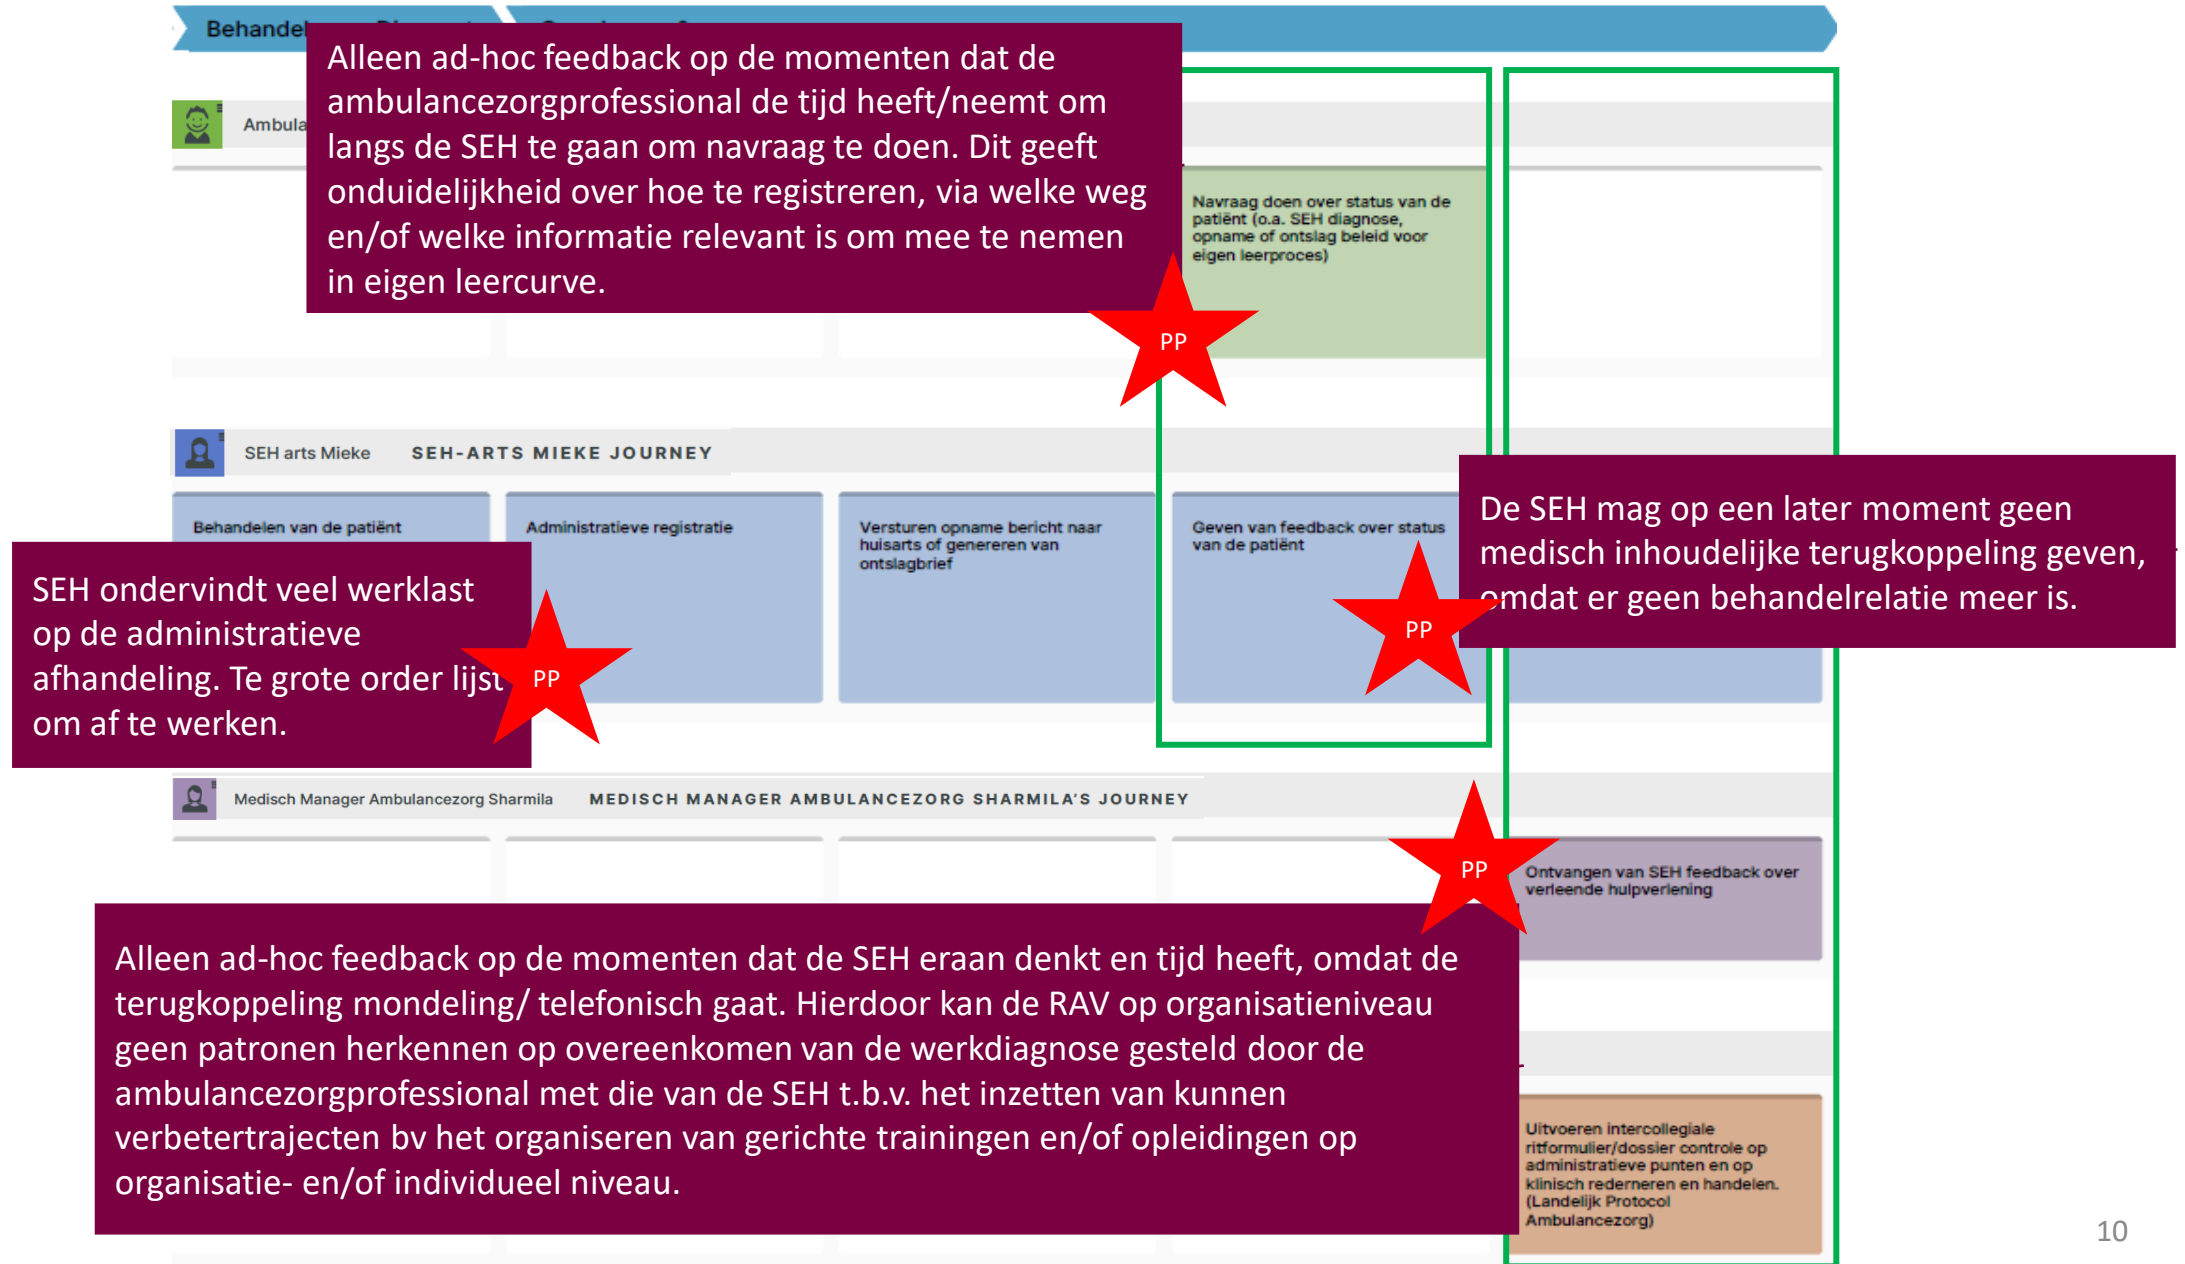 Alleen ad-hoc feedback op de momenten dat de
ambulancezorgprofessional de tijd heeft/neemt om
langs de SEH te gaan om navraag te doen. Dit geeft
onduidelijkheid over hoe te registreren, via welke weg
en/of welke informatie relevant is om mee te nemen
in eigen leercurve.
Navraag doen over status van de
patiënt (o.a. SEH diagnose,
opname of ontslag beleid voor
eigen leerproces)
PP
SEH arts Mieke SEH-ARTS MIEKE JOURNEY
Behandelen van de patiënt
Administratieve registratie
Versturen opname bericht naar
huisarts of genereren van
ontslagbrief
Geven van feedback over status
van de patiënt
De SEH mag op een later moment geen
medisch inhoudelijke terugkoppeling geven,
omdat er geen behandelrelatie meer is.
PP
SEH ondervindt veel werklast
op de administratieve
afhandeling. Te grote order lijst
om af te werken.
PP
Medisch Manager Ambulancezorg Sharmila MEDISCH MANAGER AMBULANCEZORG SHARMILA'S JOURNEY
PP
Ontvangen van SEH feedback over
verleende hulpverlening
Alleen ad-hoc feedback op de momenten dat de SEH eraan denkt en tijd heeft, omdat de
terugkoppeling mondeling/ telefonisch gaat. Hierdoor kan de RAV op organisatieniveau
geen patronen herkennen op overeenkomen van de werkdiagnose gesteld door de
ambulancezorgprofessional met die van de SEH t.b.v. het inzetten van kunnen
verbetertrajecten bv het organiseren van gerichte trainingen en/of opleidingen op
organisatie- en/of individueel niveau.
Uitvoeren intercollegiale
ritformulier/dossier controle op
administratieve punten en op
klinisch rederneren en handelen.
(Landelijk Protocol
Ambulancezorg)
10